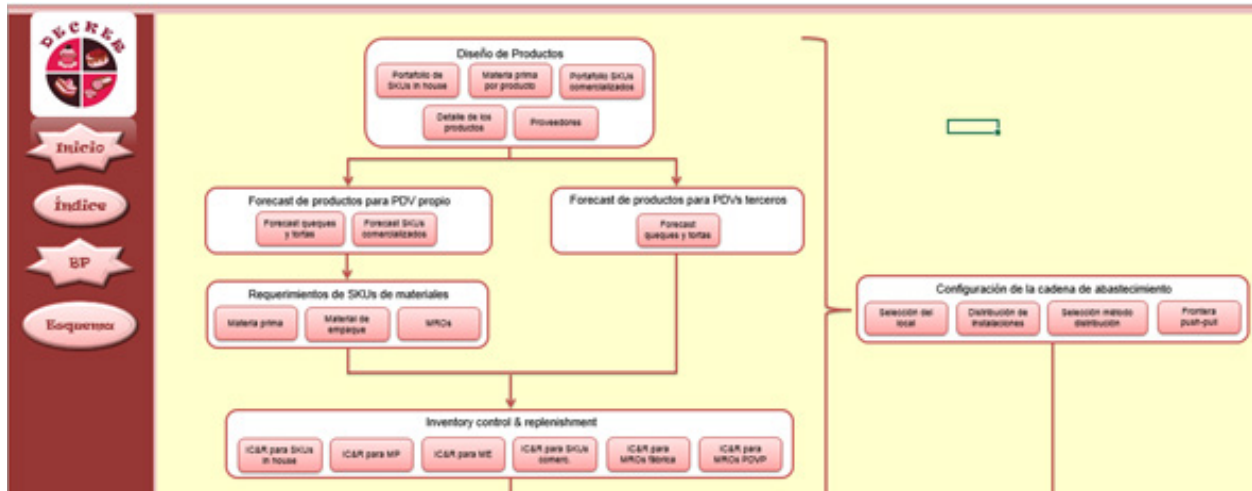 DECKER
Inicio
Índice
BP
Esquema
Diseño de Productos
Portafolio de
SKUs in house
Materia prima
por producto
Portafolio SKUs
comercializados
Detalle de los
productos
Proveedores
Forecast de productos para PDV propio
Forecast queques
y tortas
Forecast SKUs
comercializados
Forecast de productos para PDVs terceros
Forecast
queques y tortas
Requerimientos de SKUs de materiales
Materia prima
Material de
empaque
MROs
Configuración de la cadena de abastecimiento
Selección del
local
Distribución de
instalaciones
Selección método
distribución
Frontera
push-pull
Inventory control & replenishment
IC&R para SKUs
in house
IC&R para MP
IC&R para ME
IC&R para SKUs
comerc.
IC&R para
MROs fábrica
IC&R para
MROs PDVP